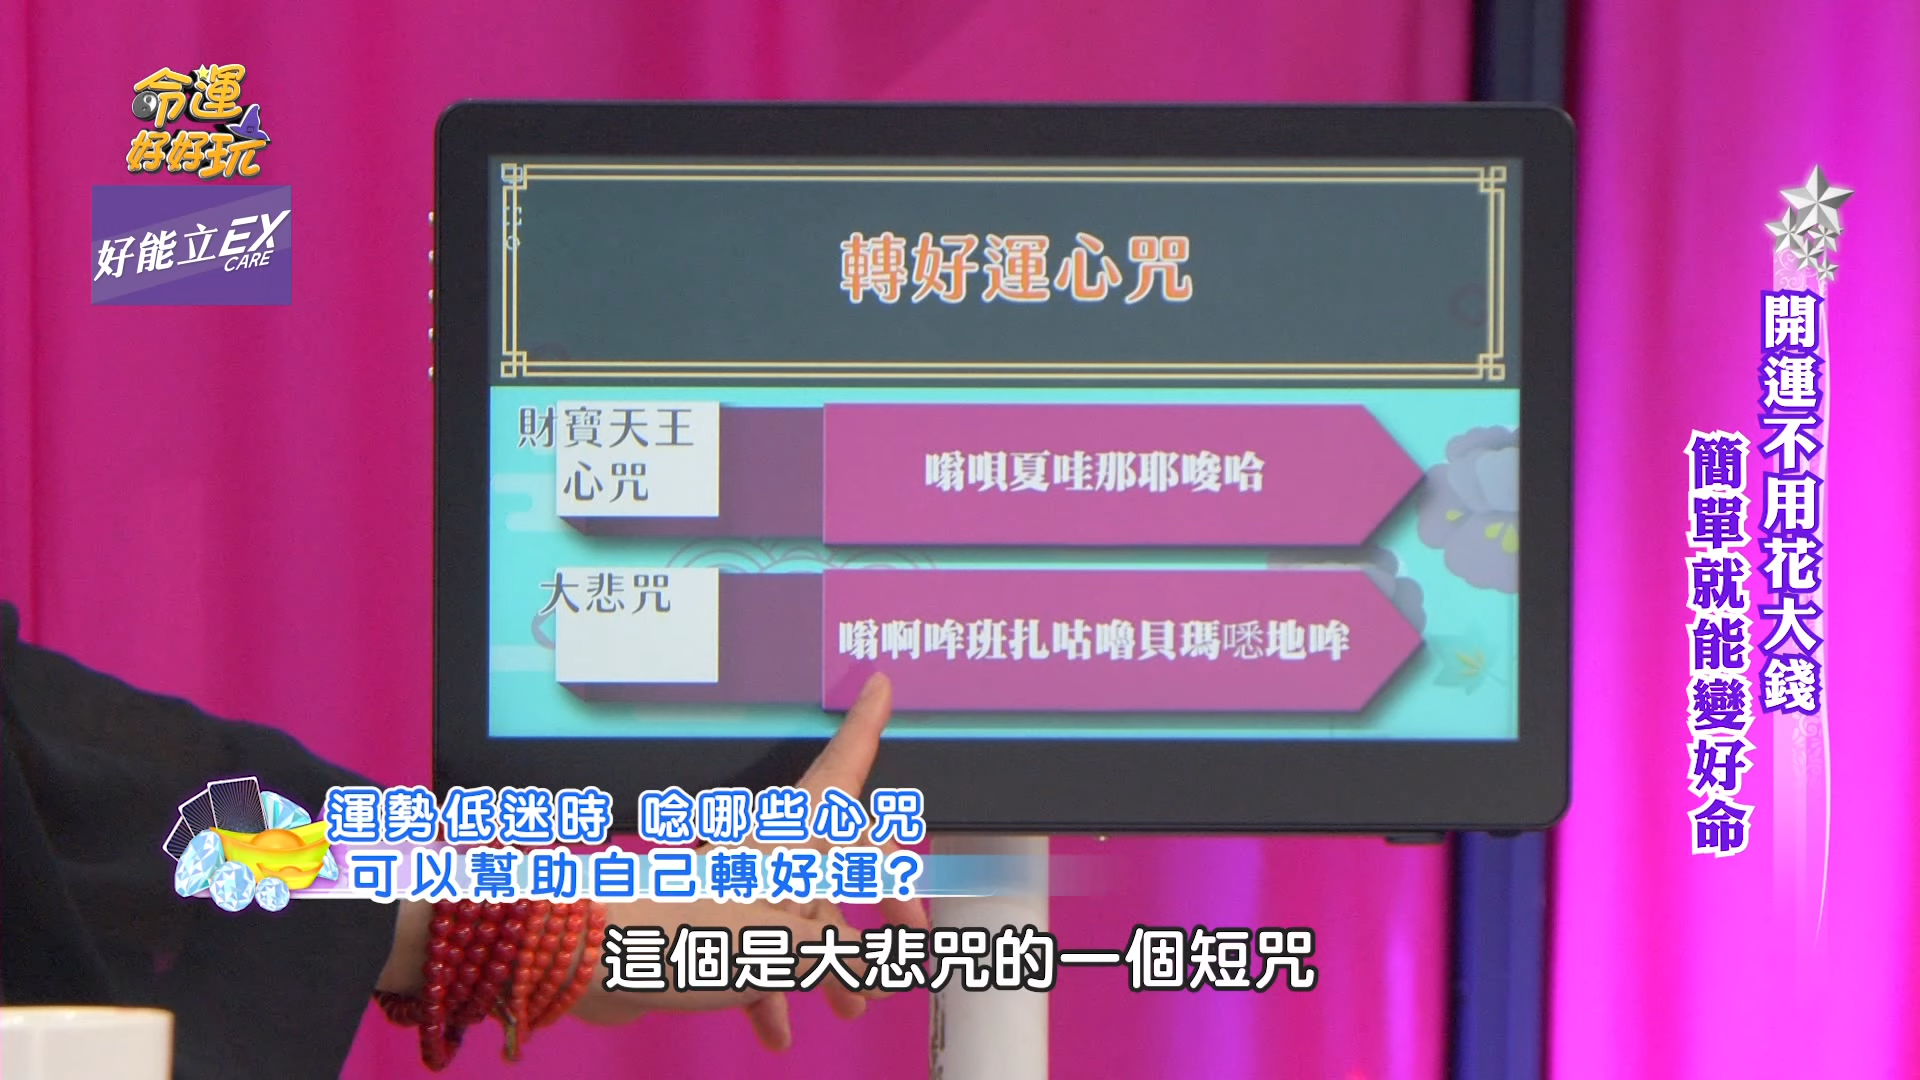 命運
好好玩
好能立EX
CARE
轉好運心咒
財寶天王
心咒
嗡唄夏哇那耶唆哈
大悲咒
嗡啊哞班扎咕嚕貝瑪噁地哞
開運不用花大錢
簡單就能變好命
運勢低迷時 唸哪些心咒
可以幫助自己轉好運?
這個是大悲咒的一個短咒